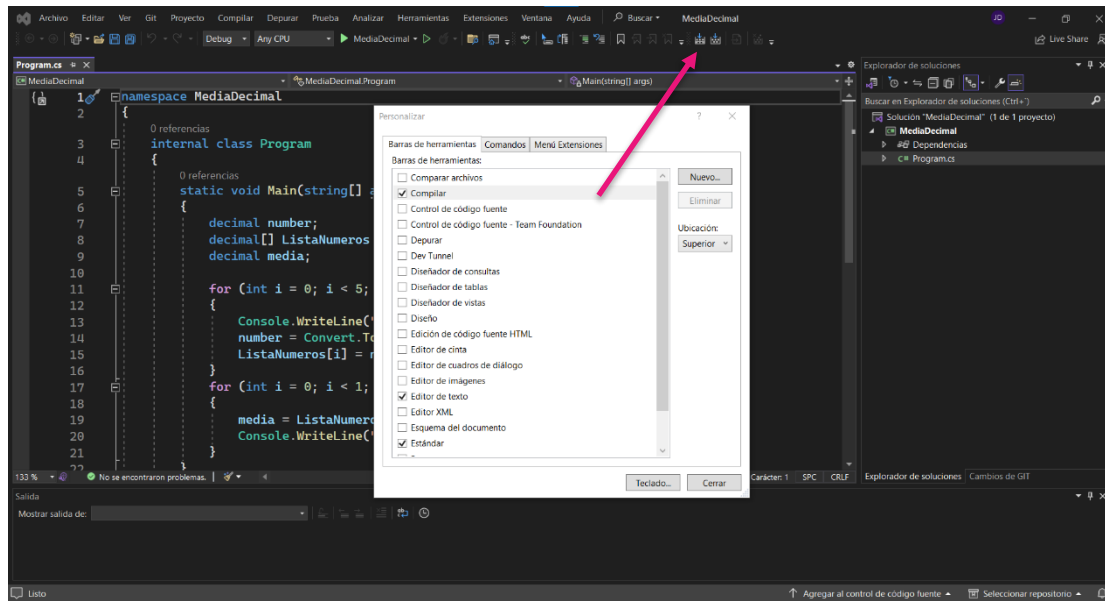 Archivo Editar Ver Git Proyecto Compilar Depurar Prueba Analizar Herramientas Extensiones Ventana Ayuda Buscar MediaDecimal JD
Debug Any CPU MediaDecimal Live Share
Program.cs
MediaDecimal MediaDecimal.Program Main(string[] args)
1 namespace MediaDecimal
2 {
0 referencias
3 internal class Program
4 {
0 referencias
5 static void Main(string[]
6 {
7 decimal number;
8 decimal[] ListaNumeros
9 decimal media;
10
11 for (int i = 0; i < 5;
12 {
13 Console.WriteLine("
14 number = Convert.To
15 ListaNumeros[i] =
16 }
17 for (int i = 0; i < 1;
18 {
19 media = ListaNumero
20 Console.WriteLine("
21 }
22 }
133 % No se encontraron problemas. Carácter: 1 SPC CRLF
Personalizar ?
Barras de herramientas Comandos Menú Extensiones
Barras de herramientas:
Comparar archivos
Compilar
Control de código fuente
Control de código fuente - Team Foundation
Depurar
Dev Tunnel
Diseñador de consultas
Diseñador de tablas
Diseñador de vistas
Diseño
Edición de código fuente HTML
Editor de cinta
Editor de cuadros de diálogo
Editor de imágenes
Editor de texto
Editor XML
Esquema del documento
Estándar
Nuevo...
Eliminar
Ubicación:
Superior
Teclado... Cerrar
Explorador de soluciones
Buscar en Explorador de soluciones (Ctrl+´)
Solución "MediaDecimal" (1 de 1 proyecto)
MediaDecimal
Dependencias
C# Program.cs
Explorador de soluciones Cambios de GIT
Salida
Mostrar salida de:
Listo Agregar al control de código fuente Seleccionar repositorio